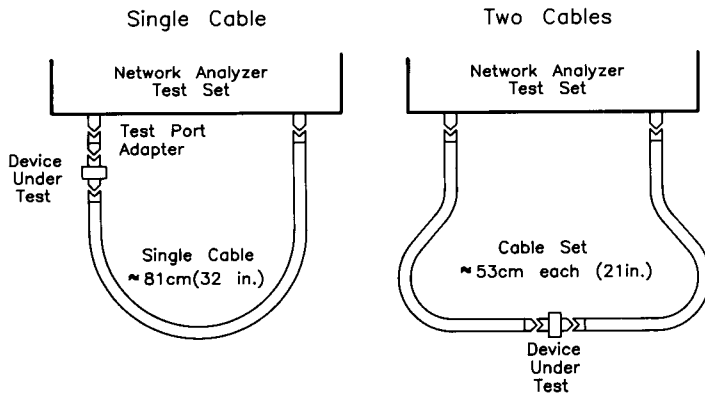 Single Cable
Network Analyzer
Test Set
Test Port
Adapter
Device
Under
Test
Single Cable
≈81cm(32 in.)
Two Cables
Network Analyzer
Test Set
Cable Set
≈53cm each (21in.)
Device
Under
Test